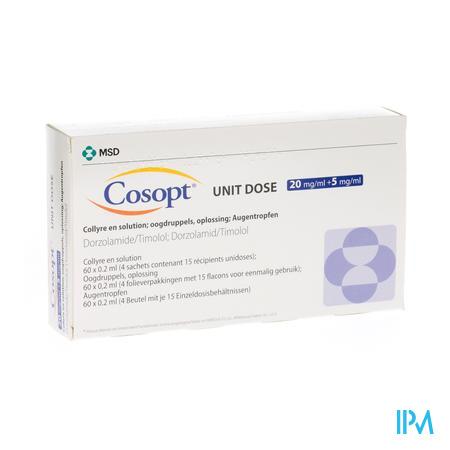 MSD
Cosopt® UNIT DOSE 20 mg/ml + 5 mg/ml
Collyre en solution; oogdruppels, oplossing; Augentropfen
Dorzolamide/Timolol; Dorzolamid/Timolol
Collyre en solution
60 x 0.2 ml (4 sachets contenant 15 récipients unidoses);
Oogdruppels, oplossing
60 x 0,2 ml (4 folieverpakkingen met 15 flacons voor eenmalig gebruik);
Augentropfen
60 x 0,2 ml (4 Beutel mit je 15 Einzeldosisbehältnissen)
UNIT DOSE
IPM